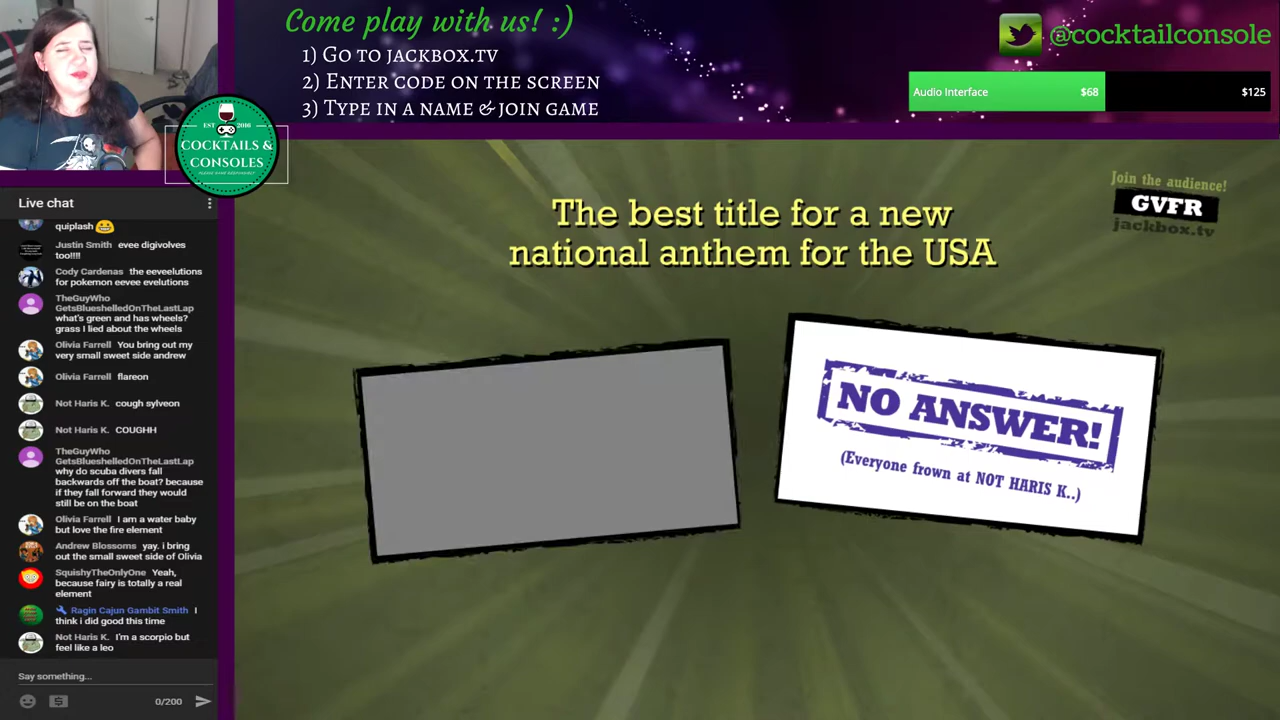 Come play with us! :)
1) Go to jackbox.tv
2) Enter code on the screen
3) Type in a name & join game
@cocktailconsole
Audio Interface $68 $125
EST 2016
COCKTAILS &
CONSOLES
PLEASE GAME RESPONSIBLY
Live chat
quiplash
Justin Smith evee digivolves
too!!!!
Cody Cardenas the eeveelutions
for pokemon eevee evelutions
TheGuyWho
GetsBlueshelledOnTheLastLap
what's green and has wheels?
grass I lied about the wheels
Olivia Farrell You bring out my
very small sweet side andrew
Olivia Farrell flareon
Not Haris K. cough sylveon
Not Haris K. COUGHH
TheGuyWho
GetsBlueshelledOnTheLastLap
why do scuba divers fall
backwards off the boat? because
if they fall forward they would
still be on the boat
Olivia Farrell I am a water baby
but love the fire element
Andrew Blossoms yay. i bring
out the small sweet side of Olivia
SquishyTheOnlyOne Yeah,
because fairy is totally a real
element
Ragin Cajun Gambit Smith I
think i did good this time
Not Haris K. I'm a scorpio but
feel like a leo
Say something...
0/200
The best title for a new
national anthem for the USA
Join the audience!
GVFR
jackbox.tv
NO ANSWER!
(Everyone frown at NOT HARIS K..)